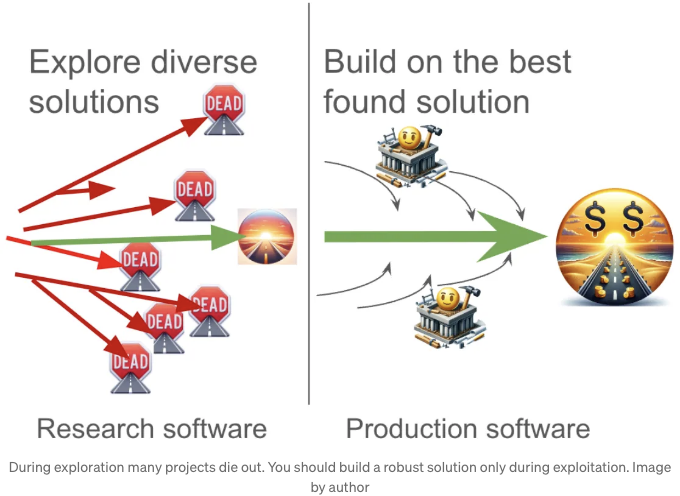 Explore diverse
solutions
Build on the best
found solution
DEAD
DEAD
DEAD
DEAD
DEAD
DEAD
$ $
Research software
Production software
During exploration many projects die out. You should build a robust solution only during exploitation. Image
by author